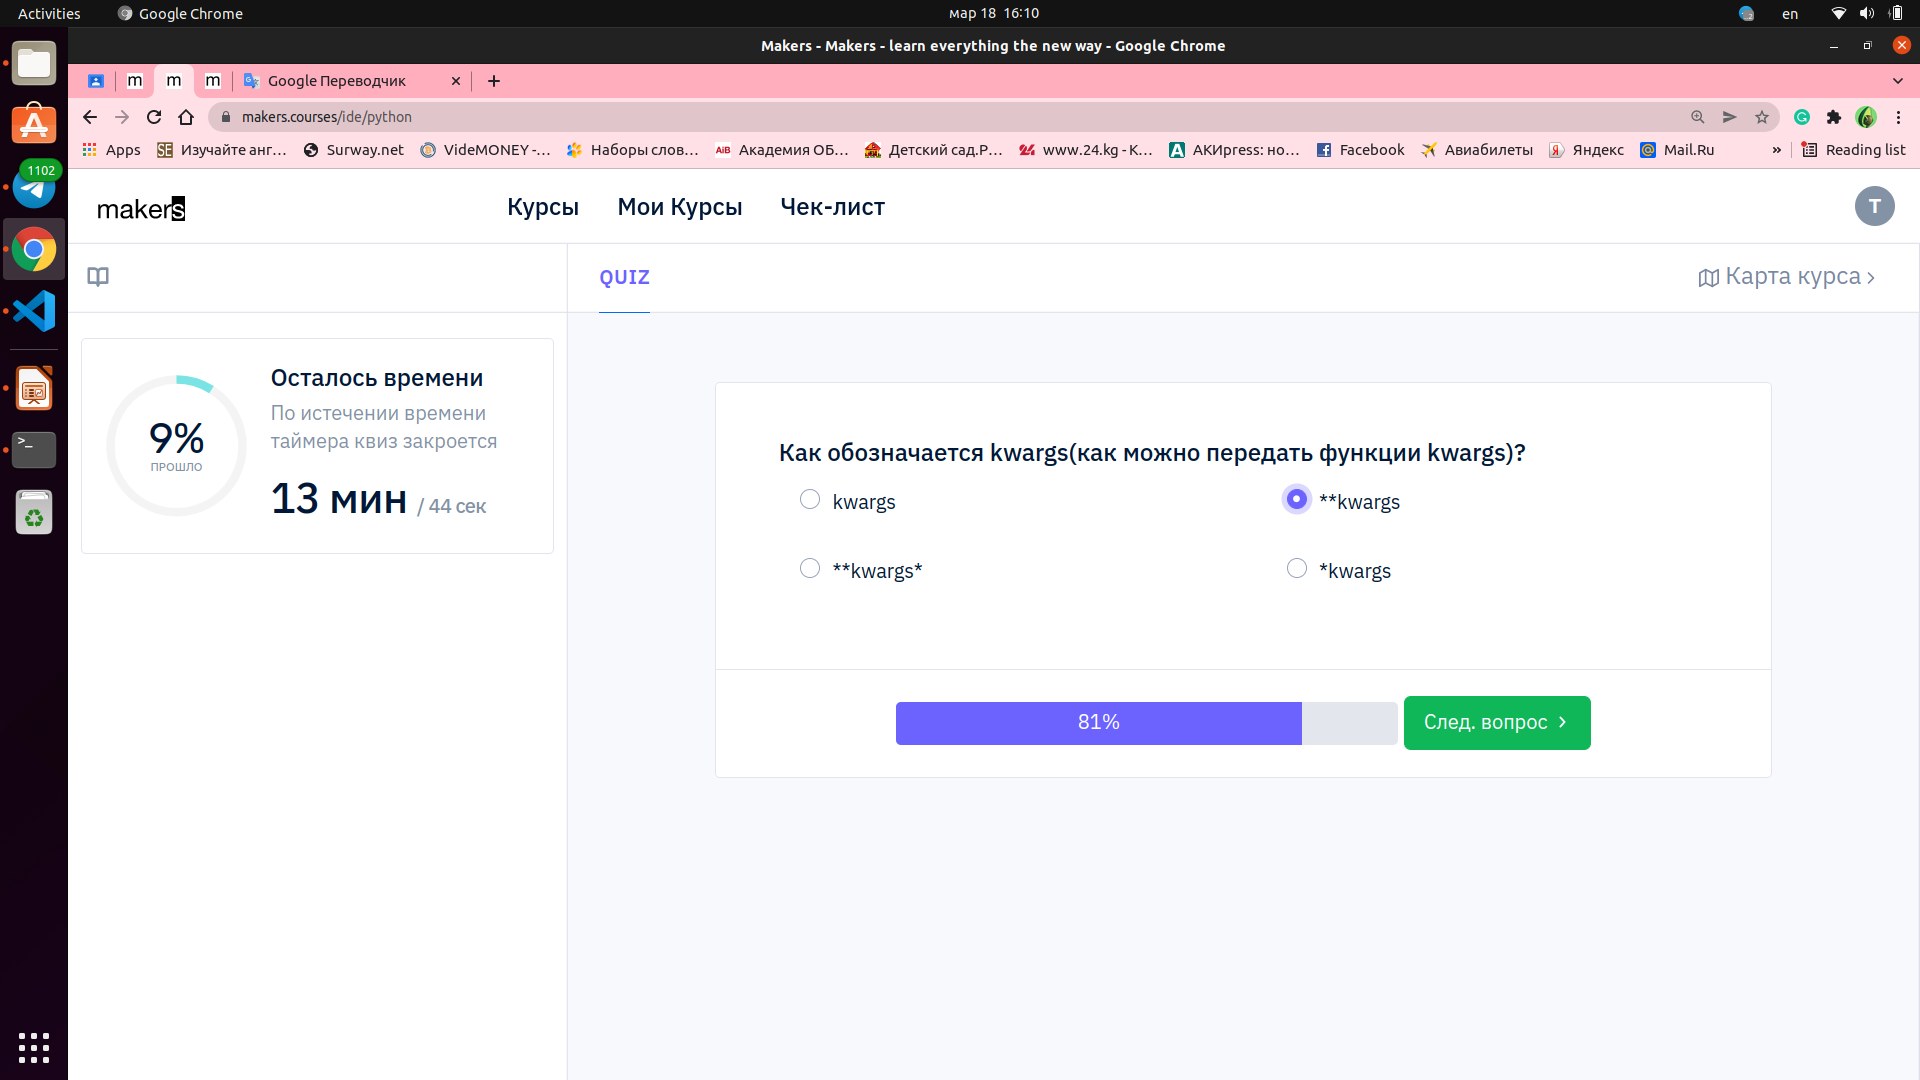 Activities
Google Chrome
мар 18 16:10
en
Makers - Makers - learn everything the new way - Google Chrome
m
m
m
Google Переводчик
makers.courses/ide/python
Apps
SE
Изучайте анг...
Surway.net
VideMONEY -...
Наборы слов...
AiB
Академия ОБ...
Детский сад.Р...
www.24.kg - К...
АКИpress: но...
Facebook
Авиабилеты
Яндекс
Mail.Ru
»
Reading list
1102
makers
Курсы
Мои Курсы
Чек-лист
T
QUIZ
Карта курса
9%
ПРОШЛО
Осталось времени
По истечении времени
таймера квиз закроется
13 мин / 44 сек
Как обозначается kwargs(как можно передать функции kwargs)?
kwargs
**kwargs
**kwargs*
*kwargs
81%
След. вопрос